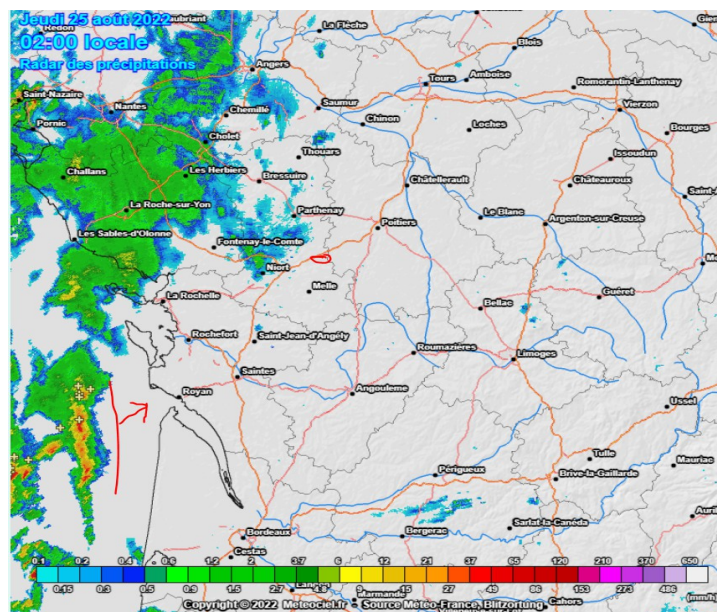 Jeudi 25 août 2022
02:00 locale
Radar des précipitations
Redon
La Flèche
Blois
Angers
Tours
Amboise
Romorantin-Lanthenay
Saint-Nazaire
Nantes
Chemillé
Saumur
Vierzon
Pornic
Chinon
Loches
Bourges
Cholet
Thouars
Issoudun
Challans
Les Herbiers
Bressuire
Châtellerault
Châteauroux
La Roche-sur-Yon
Parthenay
Le Blanc
Poitiers
Argenton-sur-Creuse
Les Sables-d'Olonne
Fontenay-le-Comte
Niort
Melle
La Rochelle
Bellac
Guéret
Rochefort
Saint-Jean-d'Angély
Roumazières
Limoges
Saintes
Royan
Angouleme
Ussel
Tulle
Périgueux
Brive-la-Gaillarde
Mauriac
Bordeaux
Bergerac
Sarlat-la-Canéda
Cestas
0.1 0.2 0.4 0.6 1.2 2 3.6 6 12 21 37 65 120 210 370 650
0.15 0.3 0.5 0.9 1.5 2.7 4.8 9 15 27 49 86 153 273 486 (mm/h)
Cahors
Copyright © 2022 Meteociel.fr - Source Météo-France, Blitzortung